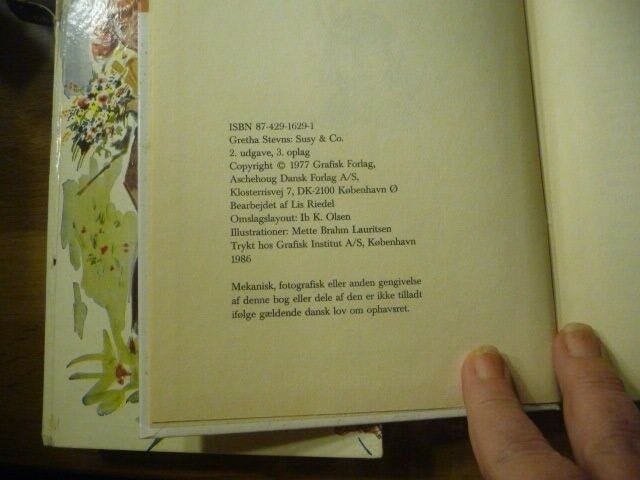 ISBN 87-429-1629-1
Gretha Stevns: Susy & Co.
2. udgave, 3. oplag
Copyright © 1977 Grafisk Forlag,
Aschehoug Dansk Forlag A/S,
Klosterrisvej 7, DK-2100 København Ø
Bearbejdet af Lis Riedel
Omslagslayout: Ib K. Olsen
Illustrationer: Mette Brahm Lauritsen
Trykt hos Grafisk Institut A/S, København
1986
Mekanisk, fotografisk eller anden gengivelse
af denne bog eller dele af den er ikke tilladt
ifølge gældende dansk lov om ophavsret.